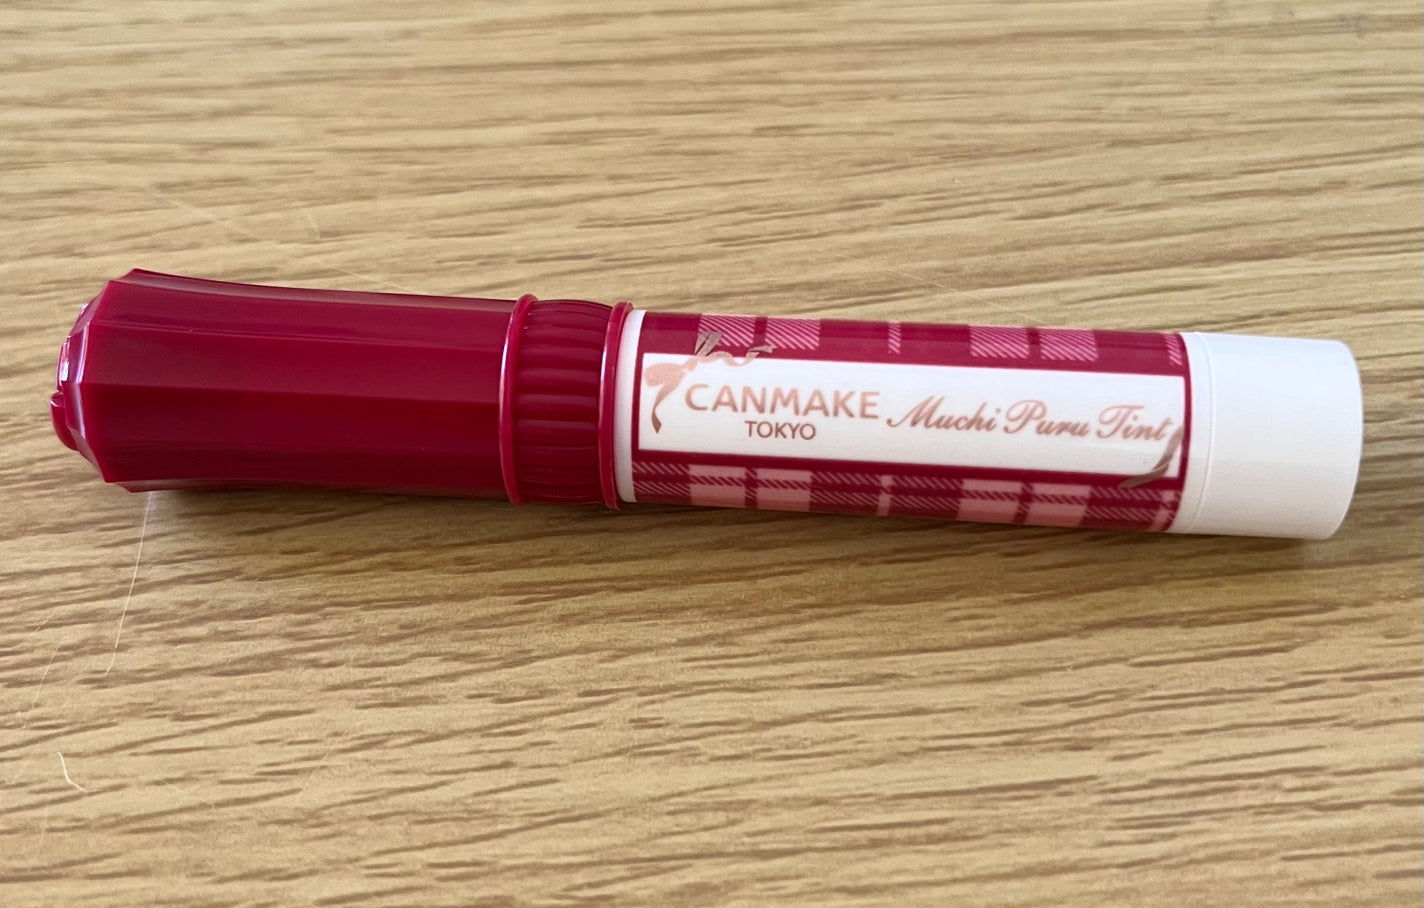 CANMAKE
TOKYO
Muchi Puru Tint